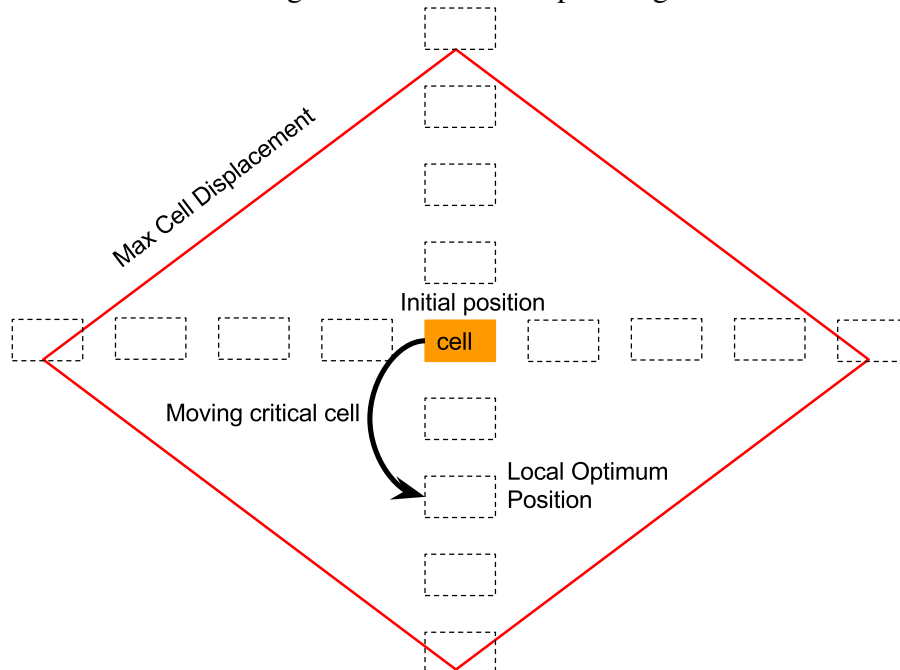 Max Cell Displacement
Initial position
cell
Moving critical cell
Local Optimum
Position